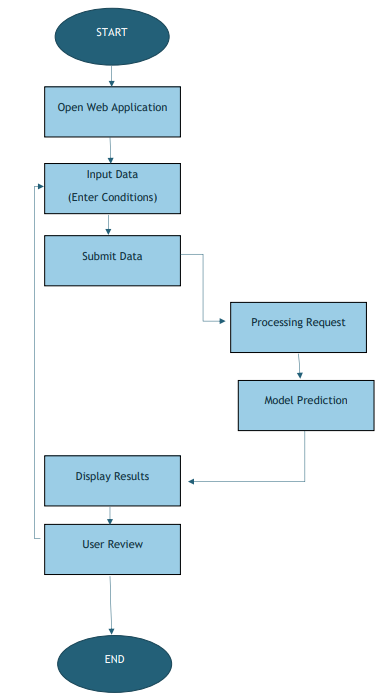 START
Open Web Application
Input Data
(Enter Conditions)
Submit Data
Processing Request
Model Prediction
Display Results
User Review
END